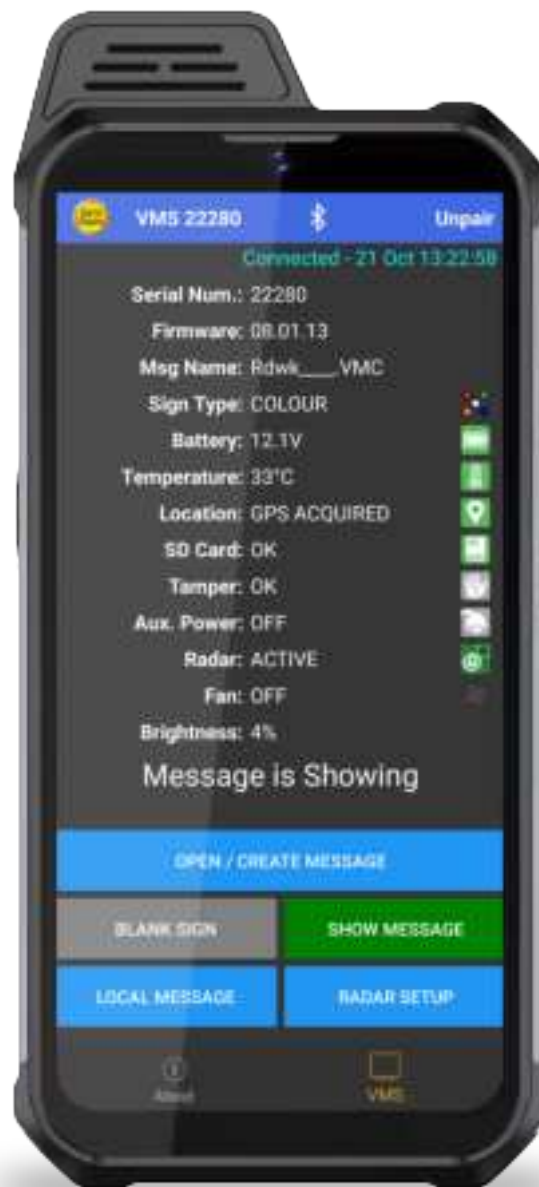 VMS 22280 Unpair
Connected - 21 Oct 13:22:58
Serial Num.: 22280
Firmware: 08.01.13
Msg Name: Rdwk____VMC
Sign Type: COLOUR
Battery: 12.1V
Temperature: 33°C
Location: GPS ACQUIRED
SD Card: OK
Tamper: OK
Aux. Power: OFF
Radar: ACTIVE
Fan: OFF
Brightness: 4%
Message is Showing
OPEN / CREATE MESSAGE
BLANK SIGN SHOW MESSAGE
LOCAL MESSAGE RADAR SETUP
About VMS